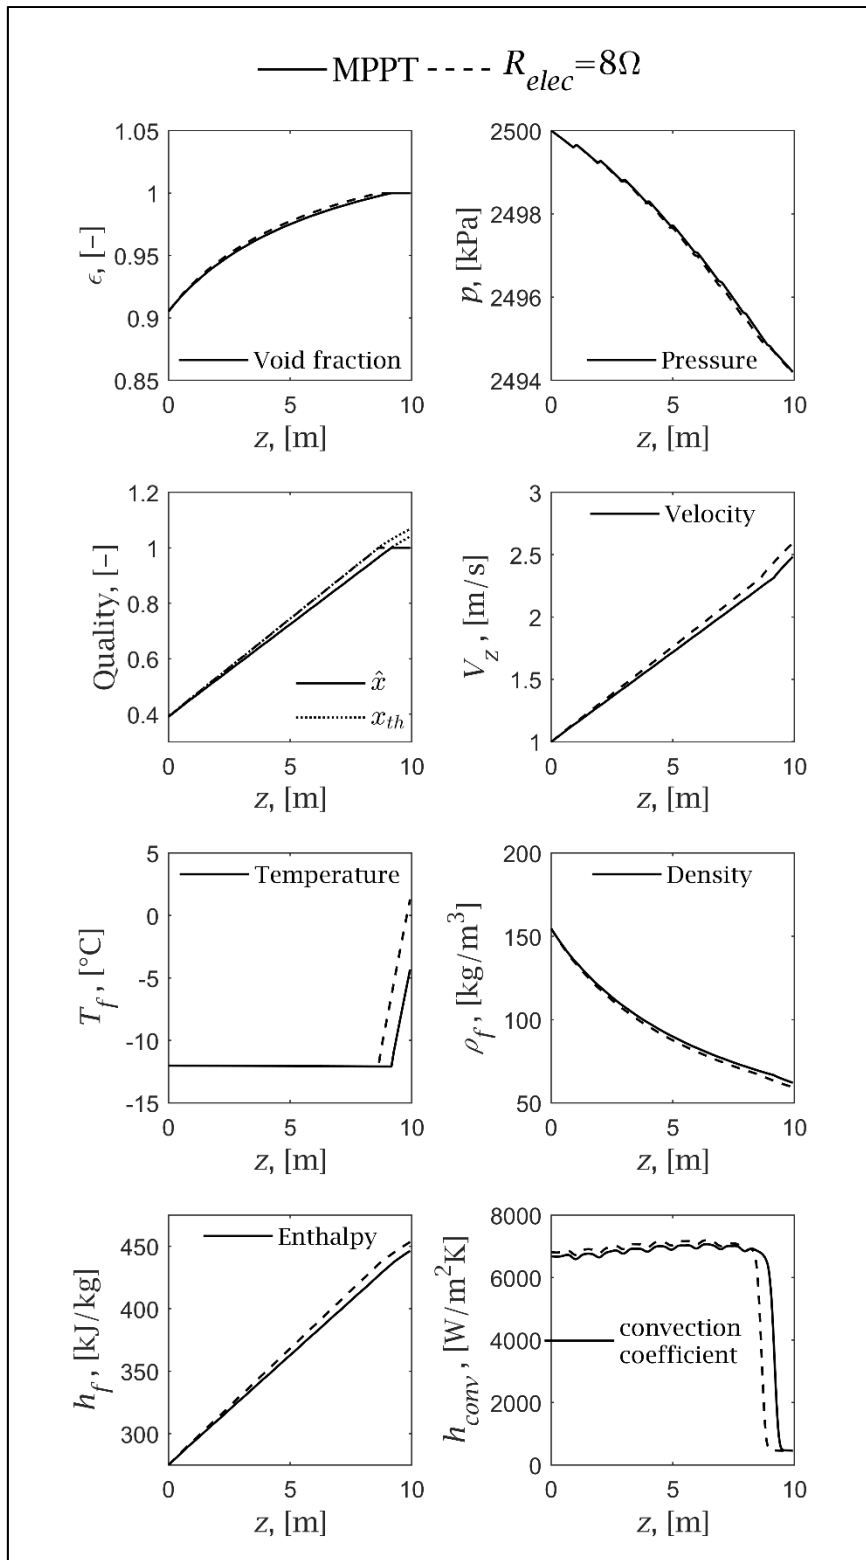 MPPT R_elec=8Ω
1.05
1
0.95
0.9
0.85
ϵ, [–]
Void fraction
0 5 10
z, [m]
2500
2498
2496
2494
p, [kPa]
Pressure
0 5 10
z, [m]
1.2
1
0.8
0.6
0.4
Quality, [–]
x̂
x_th
0 5 10
z, [m]
3
2.5
2
1.5
1
V_z, [m/s]
Velocity
0 5 10
z, [m]
5
0
-5
-10
-15
T_f, [°C]
Temperature
0 5 10
z, [m]
200
150
100
50
ρ_f, [kg/m³]
Density
0 5 10
z, [m]
450
400
350
300
h_f, [kJ/kg]
Enthalpy
0 5 10
z, [m]
8000
6000
4000
2000
0
h_conv, [W/m²K]
convection
coefficient
0 5 10
z, [m]